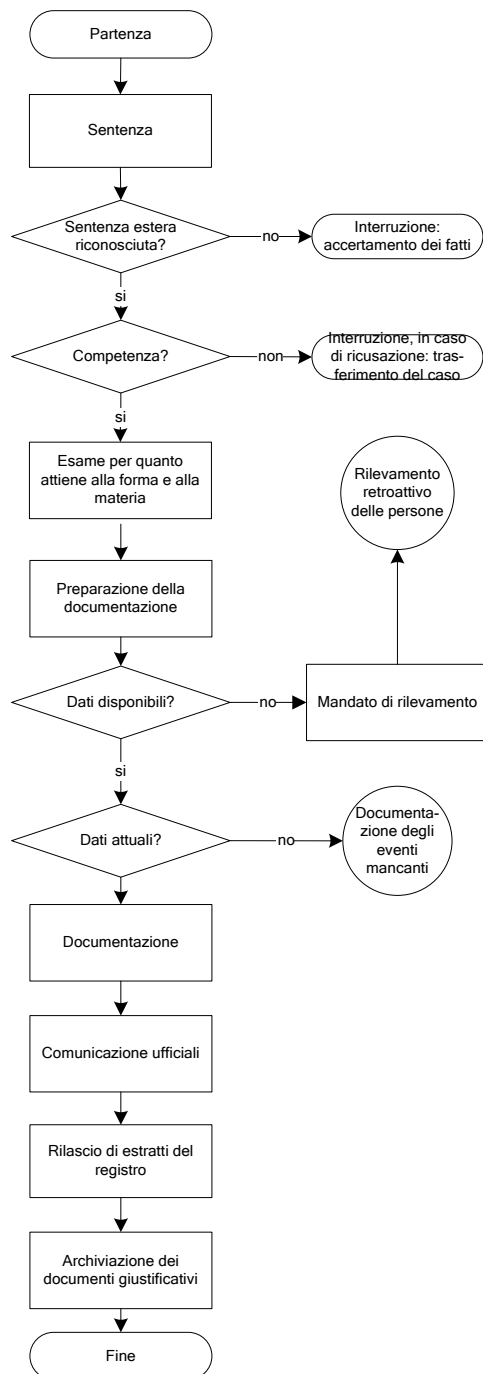 Partenza
Sentenza
Sentenza estera
riconosciuta?
no
Interruzione:
accertamento dei fatti
si
Competenza?
non
Interruzione, in caso
di ricusazione: tras-
ferimento del caso
si
Esame per quanto
attiene alla forma e alla
materia
Rilevamento
retroattivo
delle persone
Preparazione della
documentazione
Dati disponibili?
no
Mandato di rilevamento
si
Dati attuali?
no
Documenta-
zione degli
eventi
mancanti
Documentazione
Comunicazione ufficiali
Rilascio di estratti del
registro
Archiviazione dei
documenti giustificativi
Fine